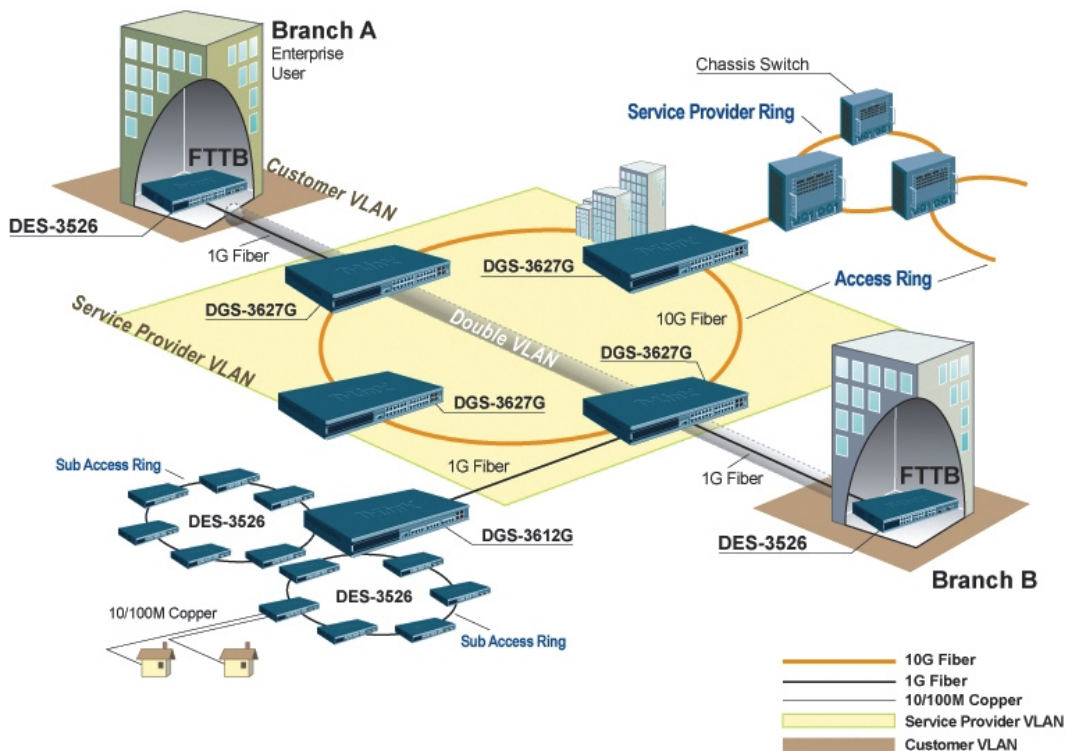 Branch A
Enterprise
User
FTTB
DES-3526
Customer VLAN
1G Fiber
Chassis Switch
Service Provider Ring
DGS-3627G
DGS-3627G
Access Ring
10G Fiber
Service Provider VLAN
Double VLAN
DGS-3627G
DGS-3627G
1G Fiber
1G Fiber
FTTB
DES-3526
Branch B
Sub Access Ring
DES-3526
DGS-3612G
DES-3526
10/100M Copper
Sub Access Ring
10G Fiber
1G Fiber
10/100M Copper
Service Provider VLAN
Customer VLAN